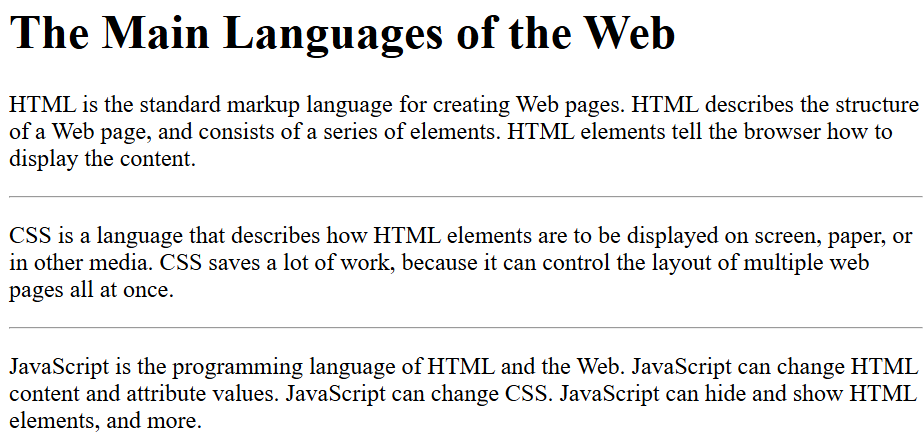 The Main Languages of the Web
HTML is the standard markup language for creating Web pages. HTML describes the structure
of a Web page, and consists of a series of elements. HTML elements tell the browser how to
display the content.
CSS is a language that describes how HTML elements are to be displayed on screen, paper, or
in other media. CSS saves a lot of work, because it can control the layout of multiple web
pages all at once.
JavaScript is the programming language of HTML and the Web. JavaScript can change HTML
content and attribute values. JavaScript can change CSS. JavaScript can hide and show HTML
elements, and more.